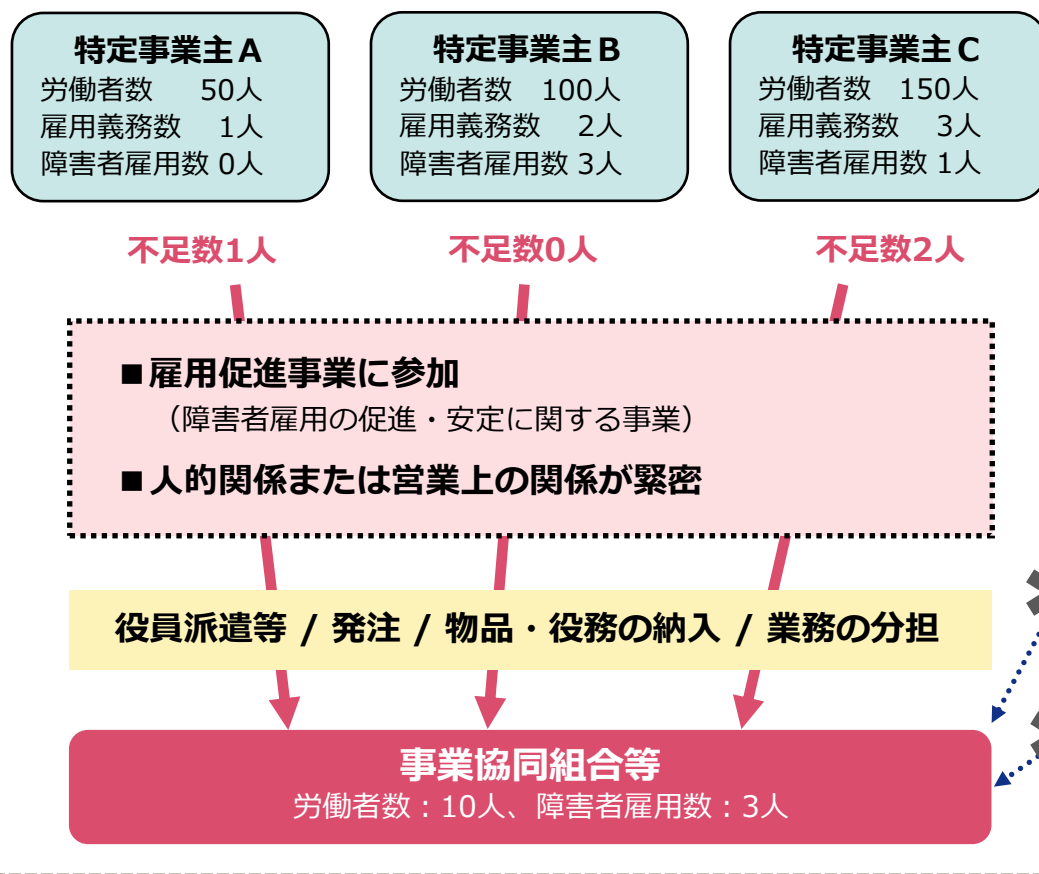 特定事業主A
労働者数 50人
雇用義務数 1人
障害者雇用数 0人
特定事業主B
労働者数 100人
雇用義務数 2人
障害者雇用数 3人
特定事業主C
労働者数 150人
雇用義務数 3人
障害者雇用数 1人
不足数1人
不足数0人
不足数2人
■雇用促進事業に参加
（障害者雇用の促進・安定に関する事業）
■人的関係または営業上の関係が緊密
役員派遣等 / 発注 / 物品・役務の納入 / 業務の分担
事業協同組合等
労働者数：10人、障害者雇用数：3人